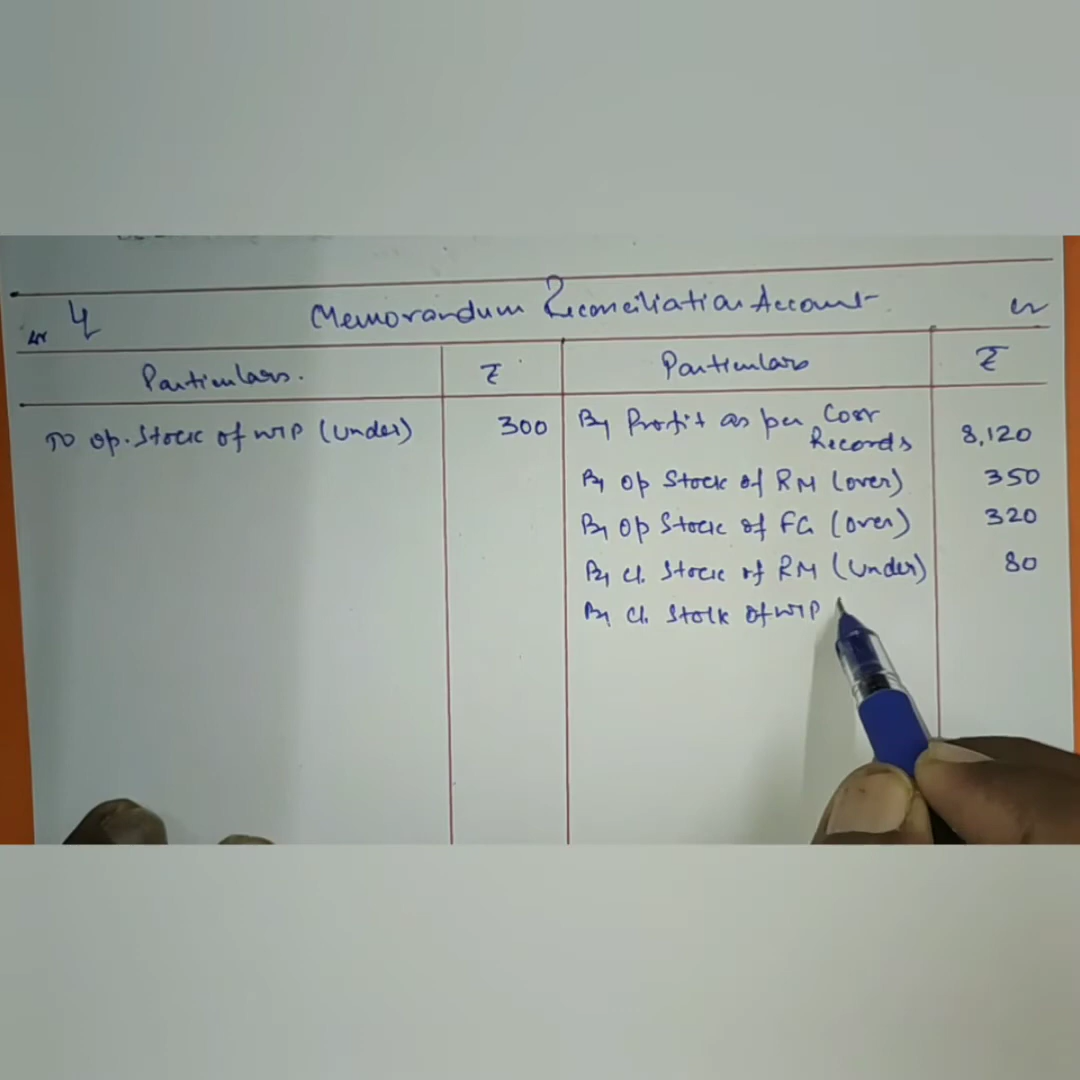 4 Memorandum Reconciliation Account
Particulars. ₹ Particulars ₹
To Op. Stock of WIP (Under) 300 By Profit as per Cost
Records 8,120
By Op Stock of RM (over) 350
By Op Stock of FG (over) 320
By Cl. Stock of RM (Under) 80
By Cl. Stock of WIP